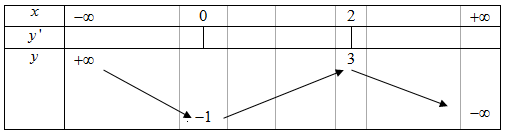 x −∞ 0 2 +∞
y'
y +∞ 3
−∞
−1